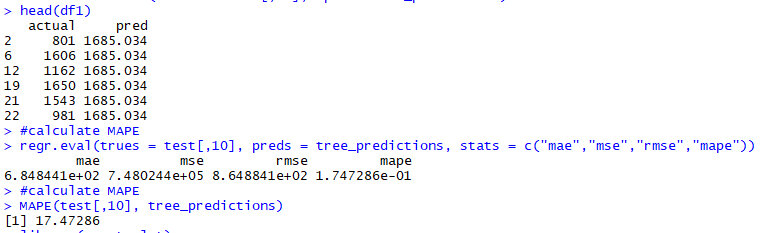 > head(df1)
actual pred
2 801 1685.034
6 1606 1685.034
12 1162 1685.034
19 1650 1685.034
21 1543 1685.034
22 981 1685.034
> #calculate MAPE
> regr.eval(trues = test[,10], preds = tree_predictions, stats = c("mae","mse","rmse","mape"))
mae mse rmse mape
6.848441e+02 7.480244e+05 8.648841e+02 1.747286e-01
> #calculate MAPE
> MAPE(test[,10], tree_predictions)
[1] 17.47286